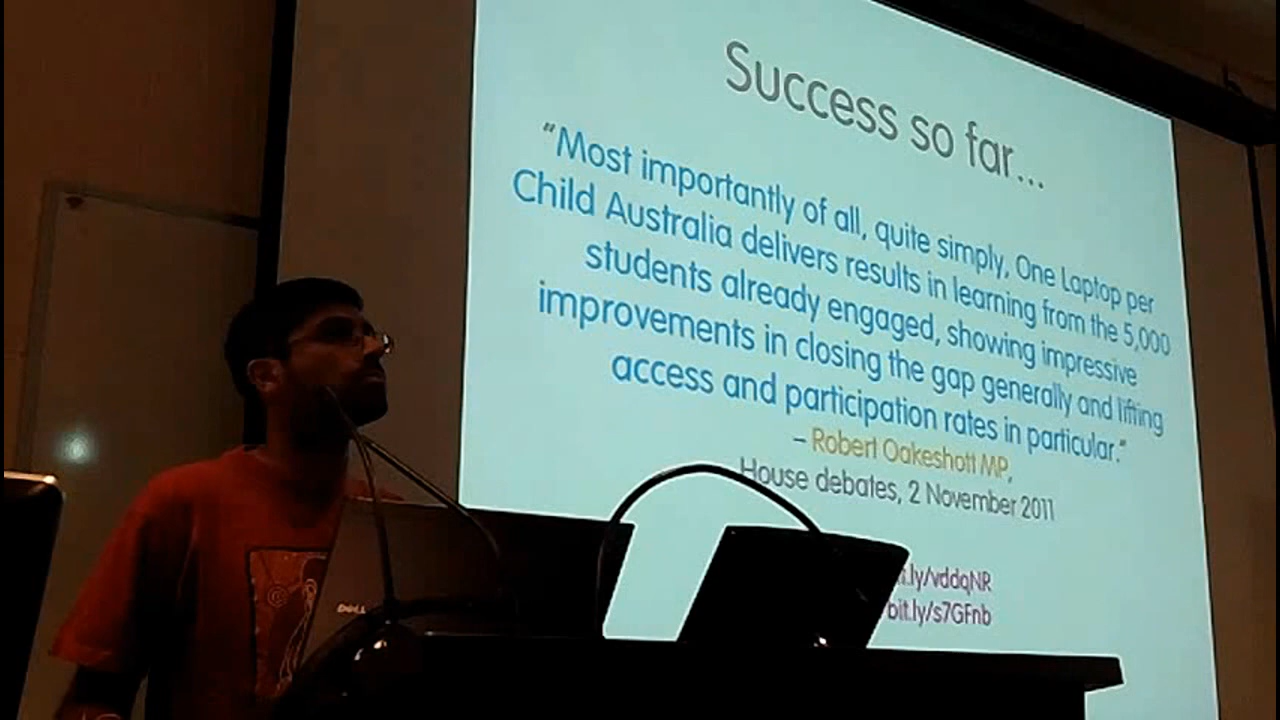 Success so far...
“Most importantly of all, quite simply, One Laptop per
Child Australia delivers results in learning from the 5,000
students already engaged, showing impressive
improvements in closing the gap generally and lifting
access and participation rates in particular.”
– Robert Oakeshott MP,
House debates, 2 November 2011
.ly/vddqNR
bit.ly/s7GFnb
DELL